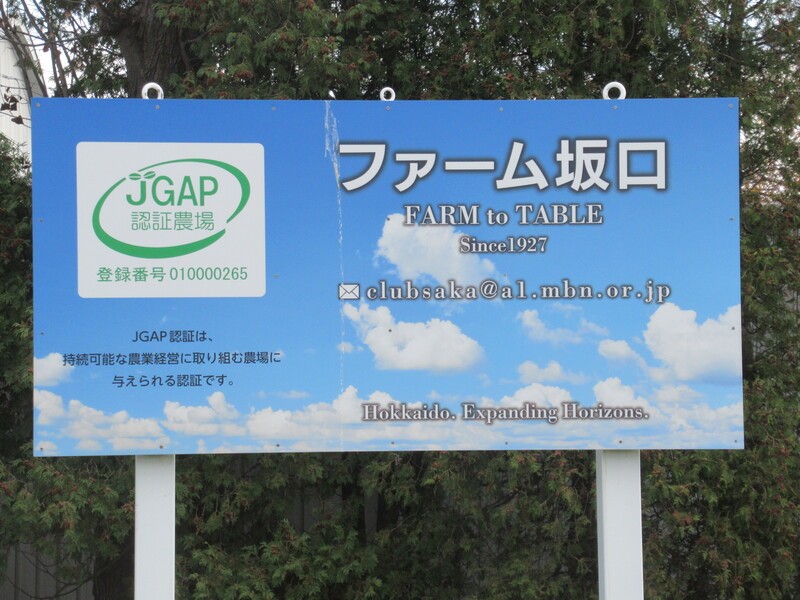 JGAP
認証農場
登録番号 010000265
JGAP認証は、
持続可能な農業経営に取り組む農場に
与えられる認証です。
ファーム坂口
FARM to TABLE
Since1927
clubsaka@a1.mbn.or.jp
Hokkaido. Expanding Horizons.